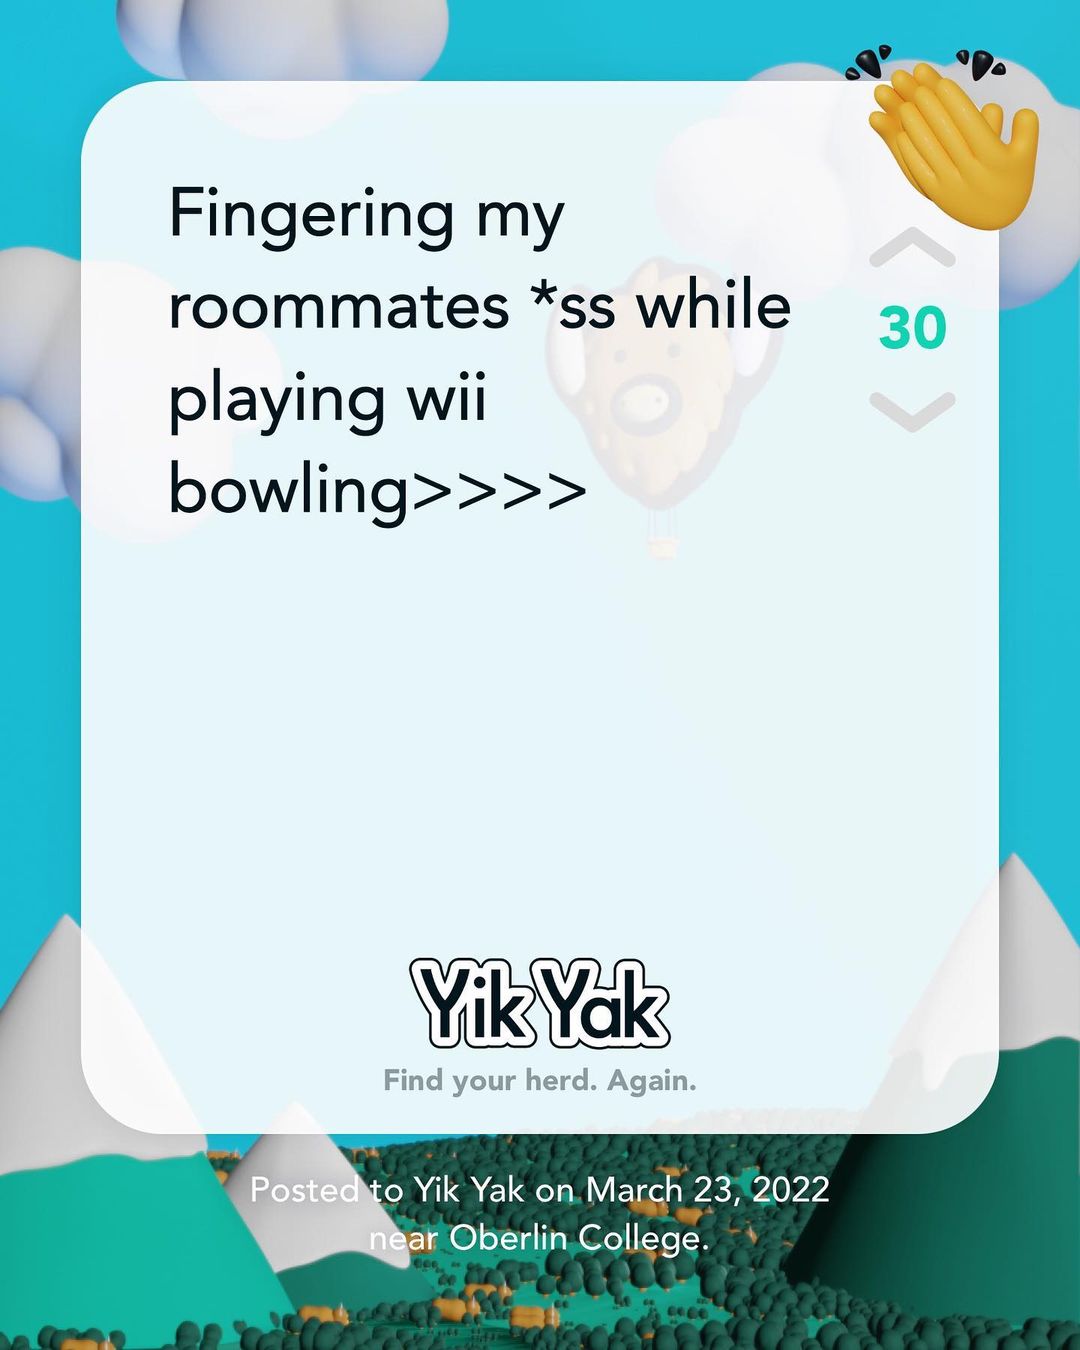 Fingering my
roommates *ss while
playing wii
bowling>>>>
30
Yik Yak
Find your herd. Again.
Posted to Yik Yak on March 23, 2022
near Oberlin College.